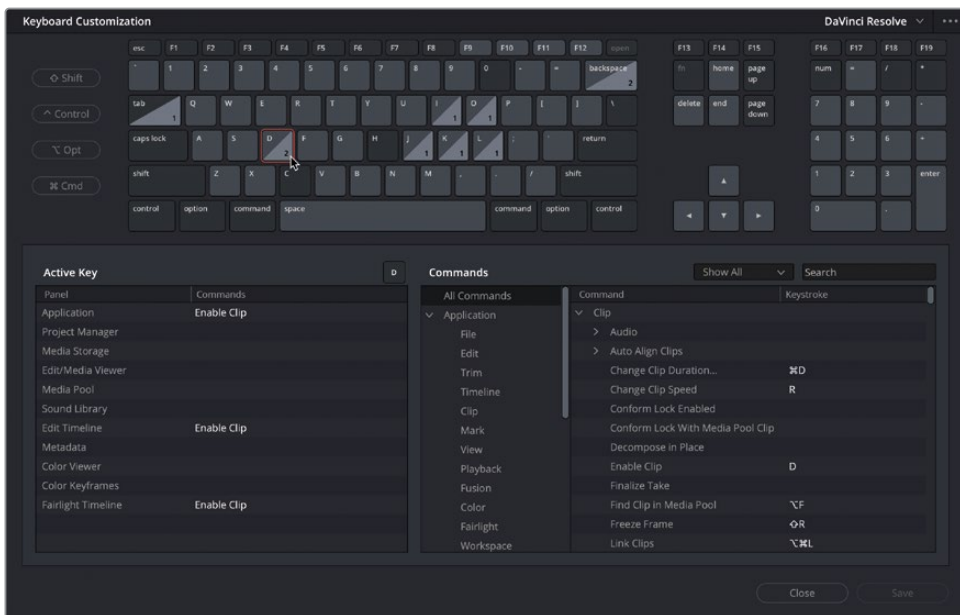 Keyboard Customization DaVinci Resolve
esc F1 F2 F3 F4 F5 F6 F7 F8 F9 F10 F11 F12 F13 F14 F15 F16 F17 F18 F19
Shift
` 1 2 3 4 5 6 7 8 9 0 - = backspace 2 fn home page up num = / *
Control
tab 1 Q W E R T Y U I 1 O 1 P [ ] \ delete end page down 7 8 9 -
Opt
caps lock A S D 2 F G H J 1 K 1 L 1 ; ' return 4 5 6 +
⌘ Cmd
shift Z X C V B N M , . / shift 1 2 3 enter
control option command space command option control 0 .
Active Key D Commands Show All Search
Panel Commands
Application Enable Clip
Project Manager
Media Storage
Edit/Media Viewer
Media Pool
Sound Library
Edit Timeline Enable Clip
Metadata
Color Viewer
Color Keyframes
Fairlight Timeline Enable Clip
All Commands
Application
File
Edit
Trim
Timeline
Clip
Mark
View
Playback
Fusion
Color
Fairlight
Workspace
Command Keystroke
Clip
Audio
Auto Align Clips
Change Clip Duration... ⌘D
Change Clip Speed R
Conform Lock Enabled
Conform Lock With Media Pool Clip
Decompose in Place
Enable Clip D
Finalize Take
Find Clip in Media Pool ⌥F
Freeze Frame ⇧R
Link Clips ⌥⌘L
Close Save